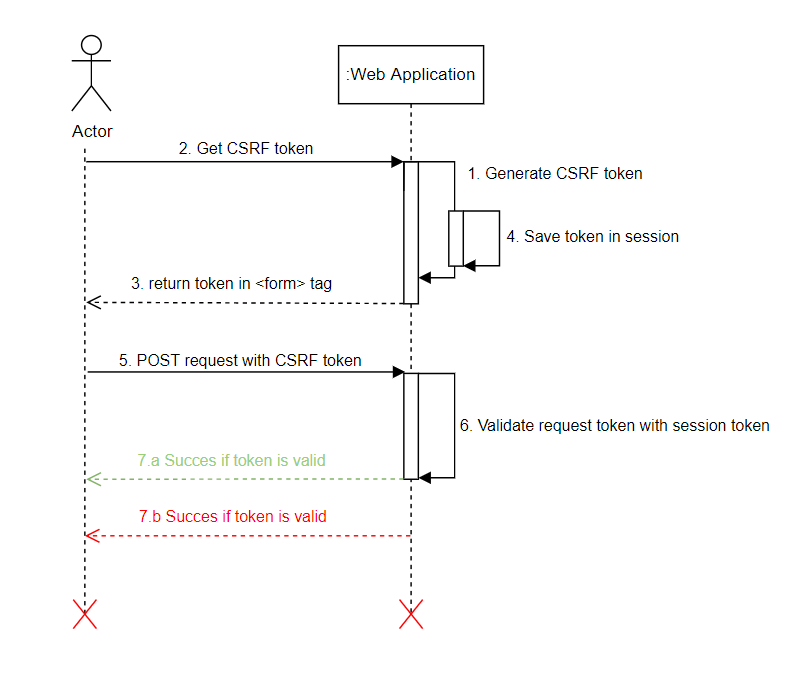 :Web Application
Actor
2. Get CSRF token
1. Generate CSRF token
4. Save token in session
3. return token in <form> tag
5. POST request with CSRF token
6. Validate request token with session token
7.a Succes if token is valid
7.b Succes if token is valid